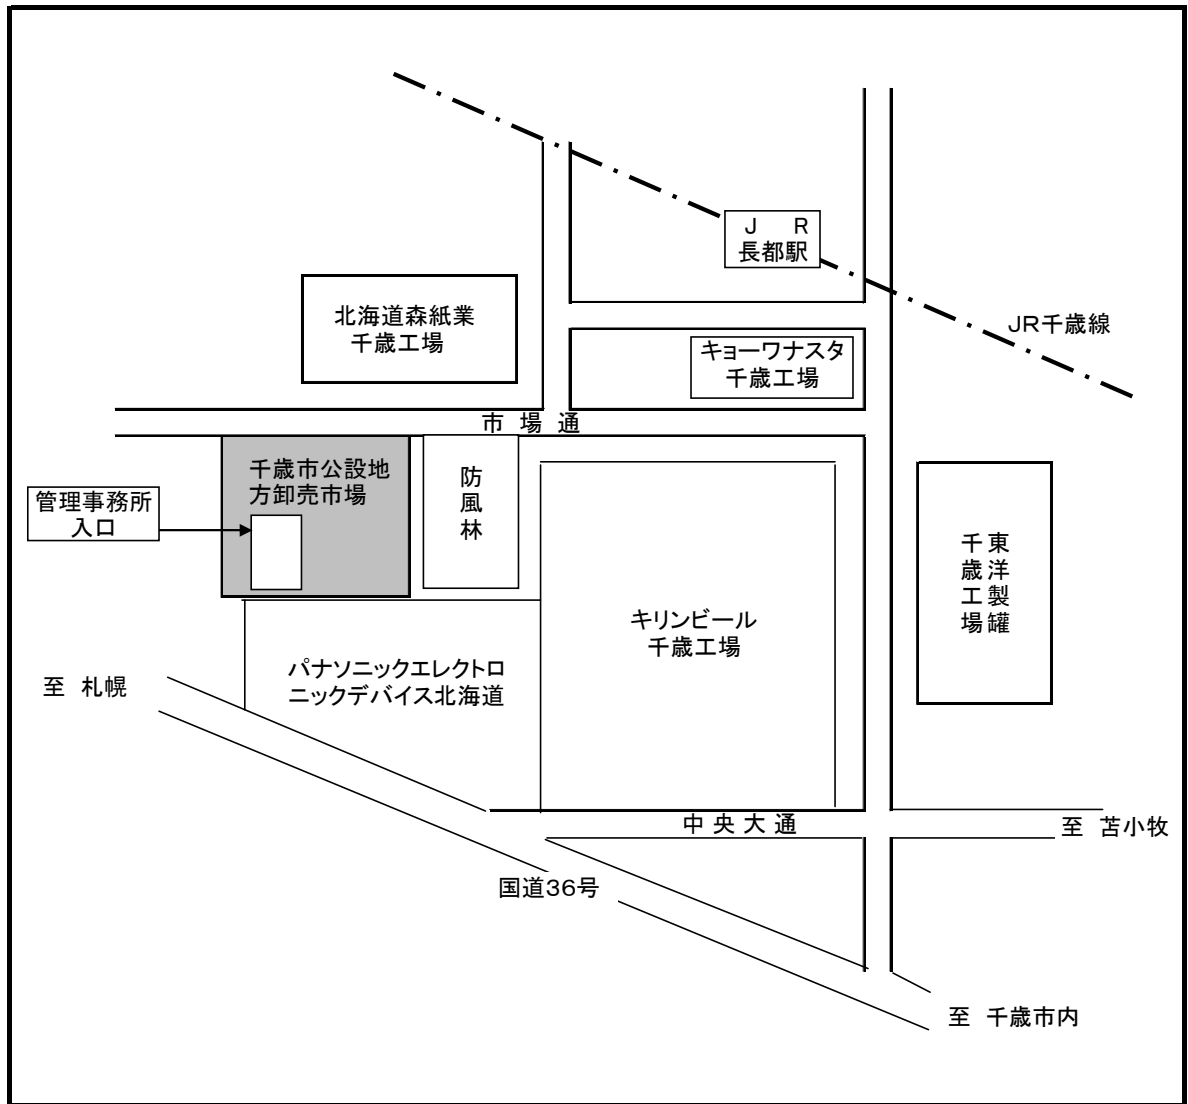 J R
長都駅
北海道森紙業
千歳工場
JR千歳線
キョーワナスタ
千歳工場
市 場 通
千歳市公設地
方卸売市場
防風林
管理事務所
入口
東洋製罐
千歳工場
キリンビール
千歳工場
パナソニックエレクトロ
ニックデバイス北海道
至 札幌
中 央 大 通
至 苫小牧
国道36号
至 千歳市内